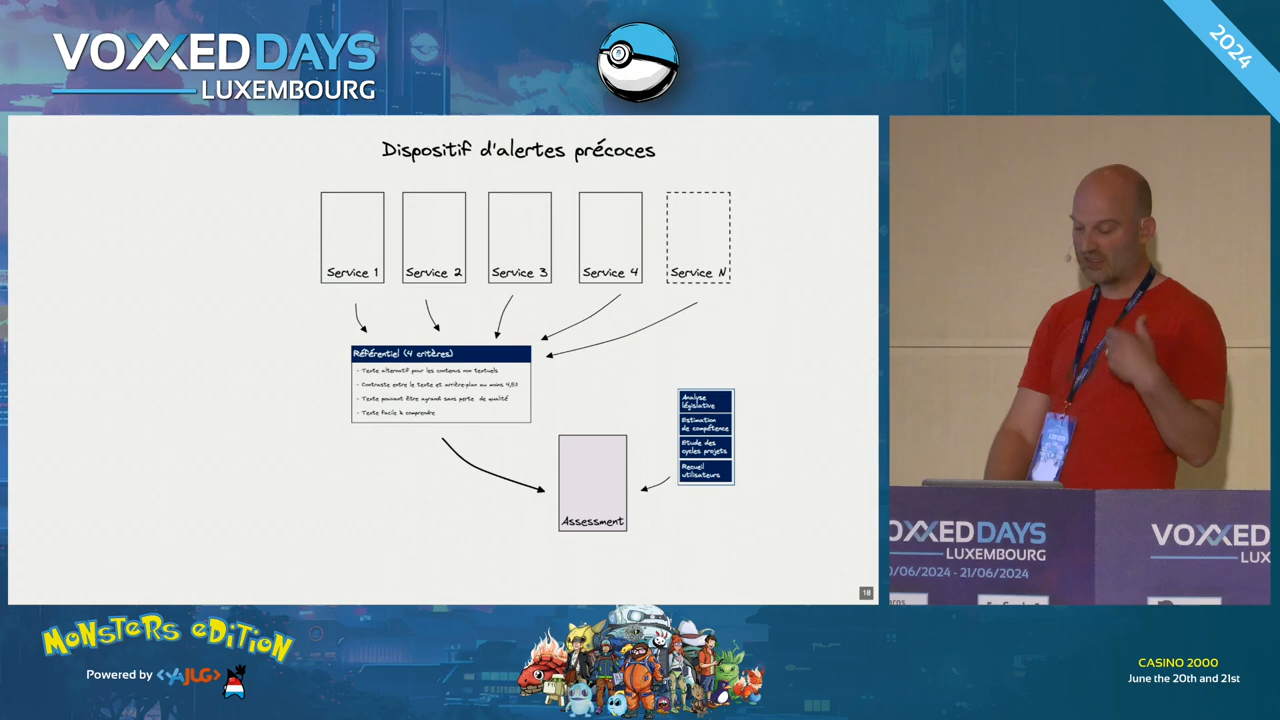 VOXXED DAYS
LUXEMBOURG
2024
Dispositif d'alertes précoces
Service 1
Service 2
Service 3
Service 4
Service N
Référentiel (4 critères)
- Texte alternatif pour les contenus non textuels
- Contraste entre le texte et arrière-plan au moins 4,5:1
- Texte pouvant être agrandi sans perte de qualité
- Texte facile à comprendre
Analyse
législative
Estimation
de compétence
Etude des
cycles projets
Recueil
utilisateurs
Assessment
18
VOXXED DAYS
LUXEMBOURG
0/06/2024 - 21/06/2024
VOXXED
LUX
MONSTERS EDITION
Powered by <YAJUG>
CASINO 2000
June the 20th and 21st